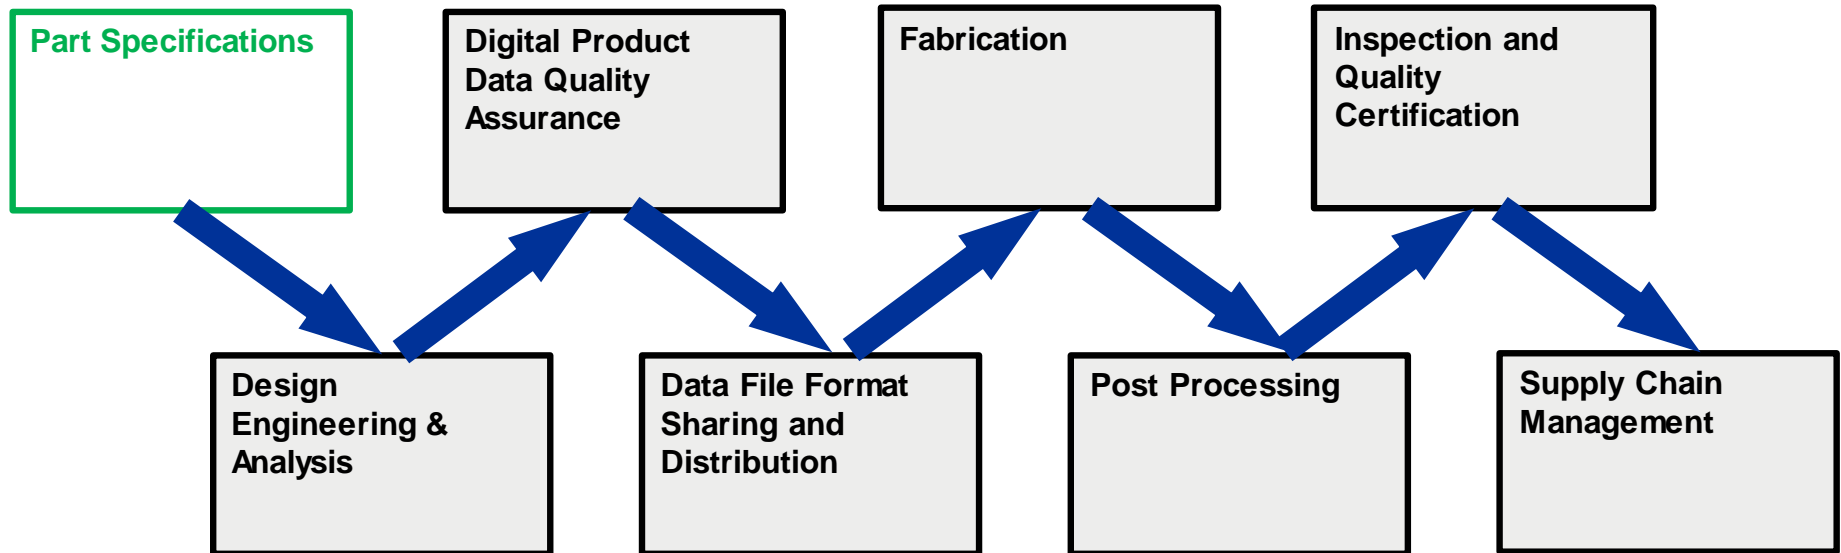 Part Specifications
Digital Product
Data Quality
Assurance
Fabrication
Inspection and
Quality
Certification
Design
Engineering &
Analysis
Data File Format
Sharing and
Distribution
Post Processing
Supply Chain
Management